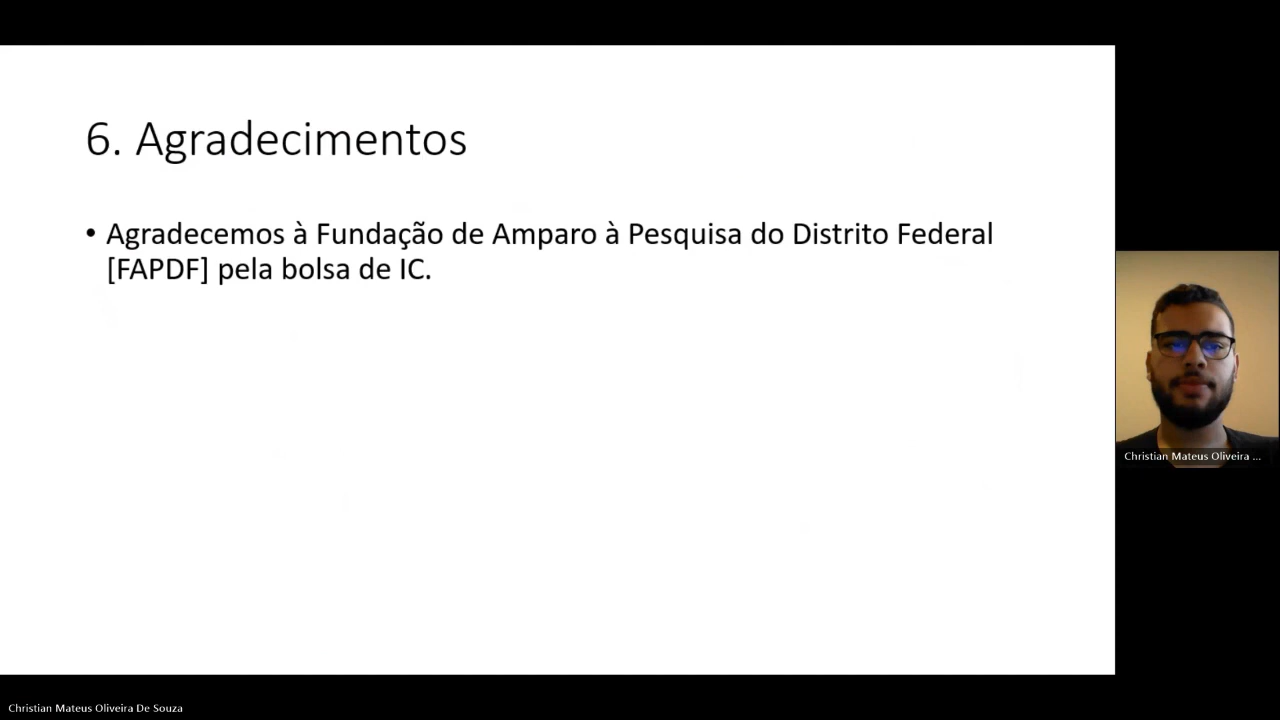 6. Agradecimentos
• Agradecemos à Fundação de Amparo à Pesquisa do Distrito Federal
[FAPDF] pela bolsa de IC.
Christian Mateus Oliveira ...
Christian Mateus Oliveira De Souza